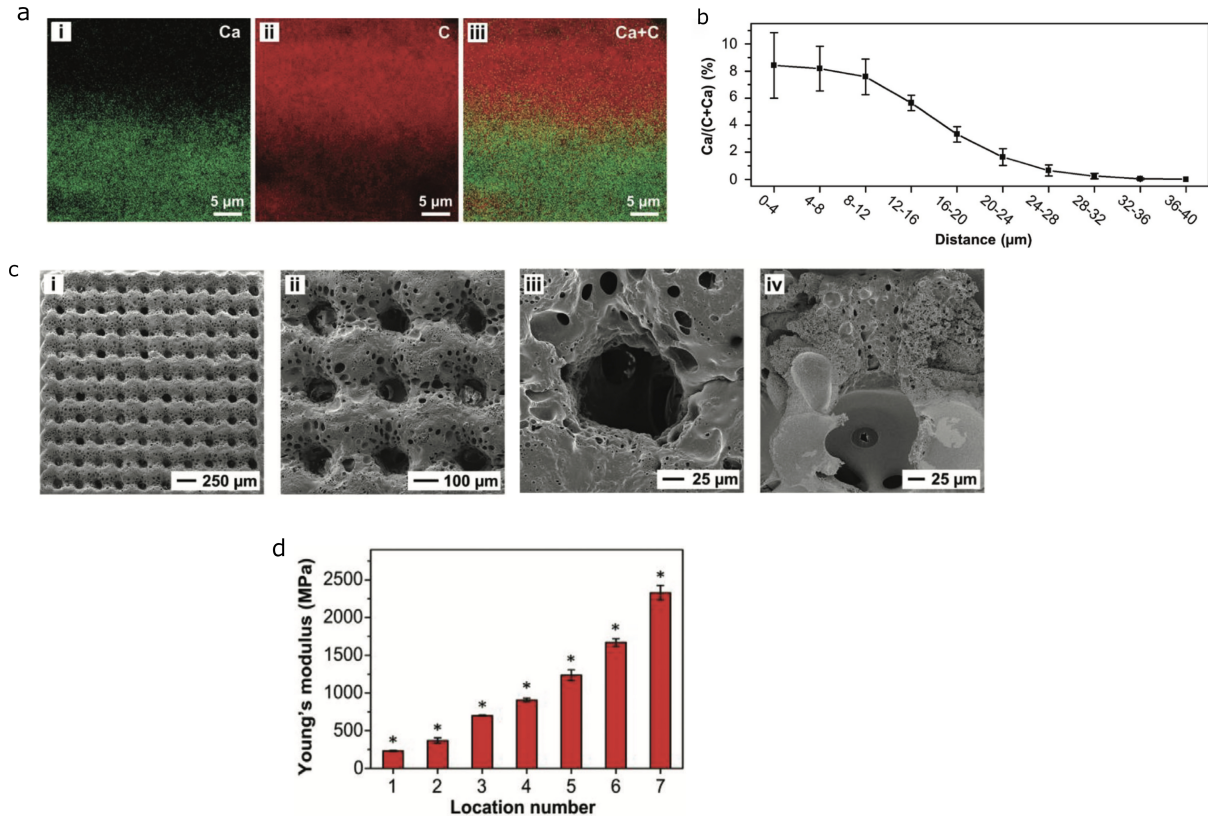 a
i
Ca
5 μm
ii
C
5 μm
iii
Ca+C
5 μm
b
Ca/(C+Ca) (%)
10
8
6
4
2
0
0-4
4-8
8-12
12-16
16-20
20-24
24-28
28-32
32-36
36-40
Distance (μm)
c
i
250 μm
ii
100 μm
iii
25 μm
iv
25 μm
d
Young's modulus (MPa)
2500
2000
1500
1000
500
0
* * * * * * *
1 2 3 4 5 6 7
Location number